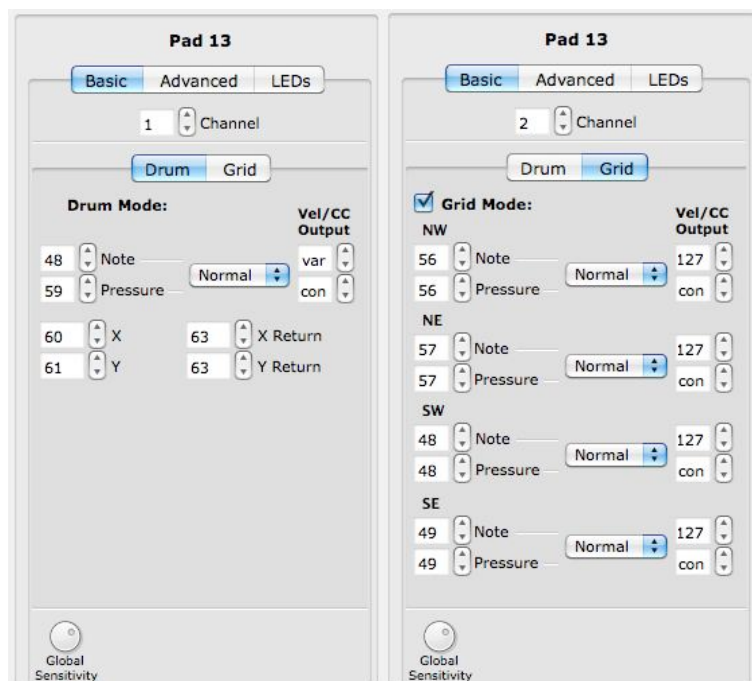 Pad 13
Basic Advanced LEDs
1 Channel
Drum Grid
Drum Mode:
Vel/CC
Output
48 Note Normal var
59 Pressure con
60 X 63 X Return
61 Y 63 Y Return
Global
Sensitivity
Pad 13
Basic Advanced LEDs
2 Channel
Drum Grid
Grid Mode:
Vel/CC
Output
NW
56 Note Normal 127
56 Pressure con
NE
57 Note Normal 127
57 Pressure con
SW
48 Note Normal 127
48 Pressure con
SE
49 Note Normal 127
49 Pressure con
Global
Sensitivity